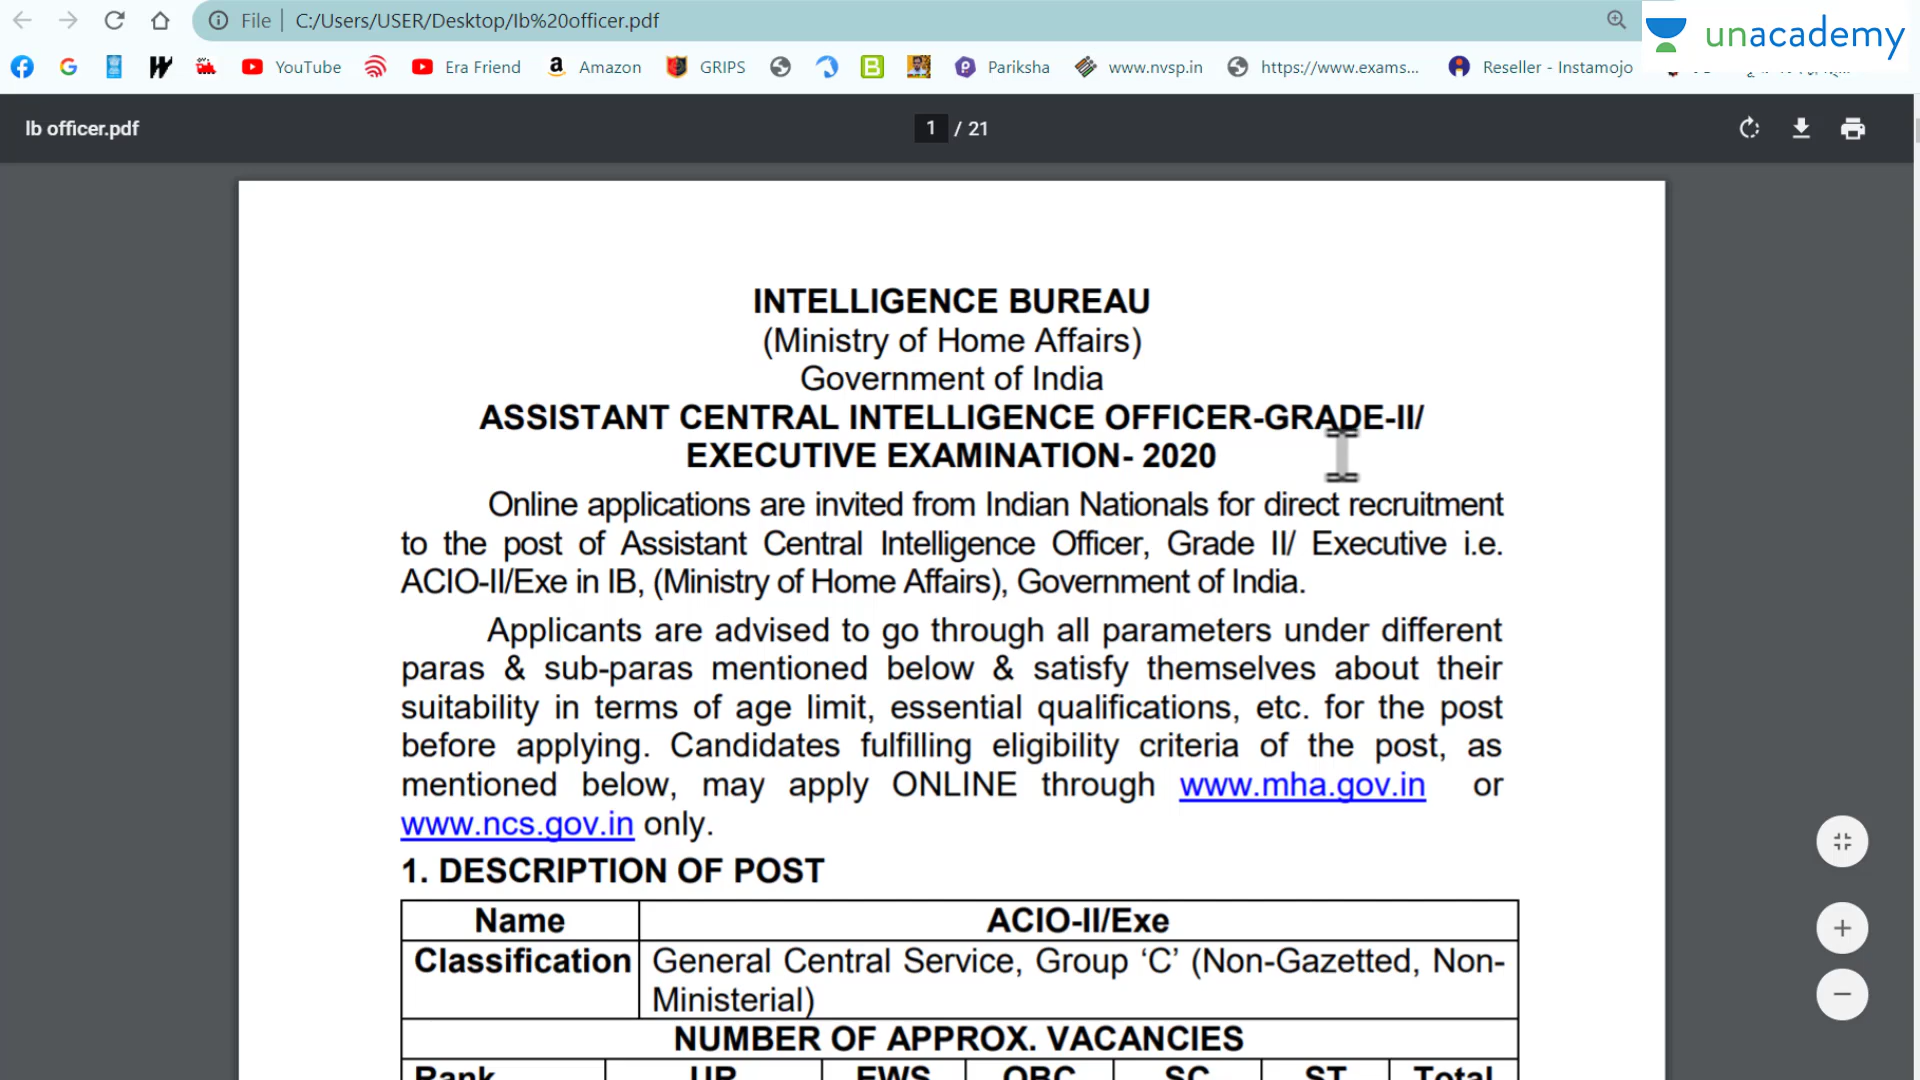 File | C:/Users/USER/Desktop/Ib%20officer.pdf
unacademy
YouTube Era Friend Amazon GRIPS Pariksha www.nvsp.in https://www.exams... Reseller - Instamojo
Ib officer.pdf 1 / 21
INTELLIGENCE BUREAU
(Ministry of Home Affairs)
Government of India
ASSISTANT CENTRAL INTELLIGENCE OFFICER-GRADE-II/
EXECUTIVE EXAMINATION- 2020
Online applications are invited from Indian Nationals for direct recruitment
to the post of Assistant Central Intelligence Officer, Grade II/ Executive i.e.
ACIO-II/Exe in IB, (Ministry of Home Affairs), Government of India.
Applicants are advised to go through all parameters under different
paras & sub-paras mentioned below & satisfy themselves about their
suitability in terms of age limit, essential qualifications, etc. for the post
before applying. Candidates fulfilling eligibility criteria of the post, as
mentioned below, may apply ONLINE through www.mha.gov.in or
www.ncs.gov.in only.
1. DESCRIPTION OF POST
Name ACIO-II/Exe
Classification General Central Service, Group ‘C’ (Non-Gazetted, Non-
Ministerial)
NUMBER OF APPROX. VACANCIES
Rank UR EWS OBC SC ST Total